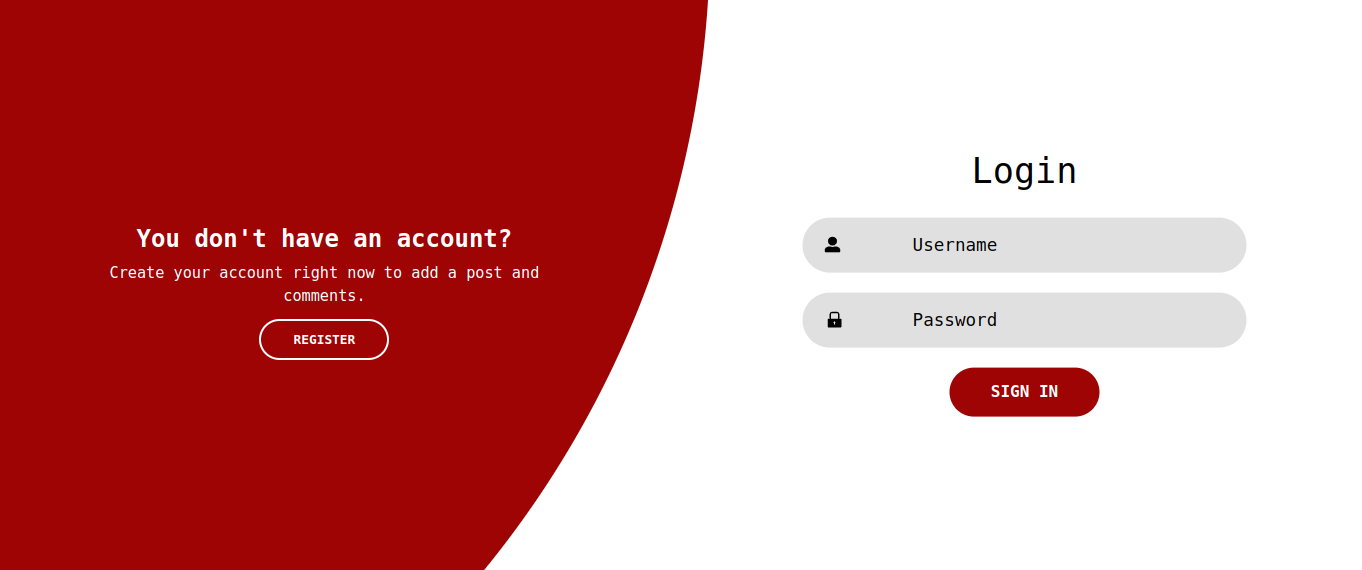 You don't have an account?
Create your account right now to add a post and
comments.
REGISTER
Login
Username
Password
SIGN IN